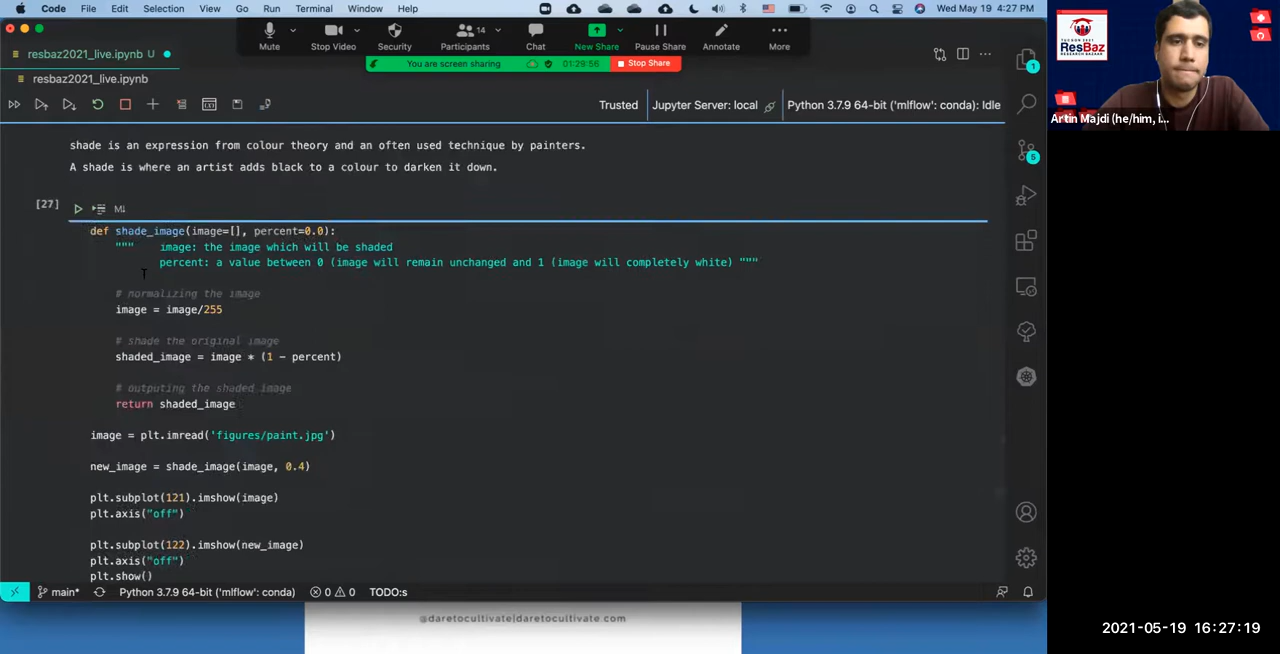 Code File Edit Selection View Go Run Terminal Window Help Wed May 19 4:27 PM
Mute Stop Video Security Participants 14 Chat New Share Pause Share Annotate More
You are screen sharing 01:29:56 Stop Share
resbaz2021_live.ipynb U
resbaz2021_live.ipynb
Trusted Jupyter Server: local Python 3.7.9 64-bit ('mlflow': conda): Idle
shade is an expression from colour theory and an often used technique by painters.
A shade is where an artist adds black to a colour to darken it down.
[27]
M↓
def shade_image(image=[], percent=0.0):
""" image: the image which will be shaded
percent: a value between 0 (image will remain unchanged and 1 (image will completely white) """
# normalizing the image
image = image/255
# shade the original image
shaded_image = image * (1 - percent)
# outputing the shaded image
return shaded_image
image = plt.imread('figures/paint.jpg')
new_image = shade_image(image, 0.4)
plt.subplot(121).imshow(image)
plt.axis("off")
plt.subplot(122).imshow(new_image)
plt.axis("off")
plt.show()
main* Python 3.7.9 64-bit ('mlflow': conda) 0 0 TODO:s
@daretocultivate|daretocultivate.com
1
5
ResBaz
Artin Majdi (he/him, i...
2021-05-19 16:27:19